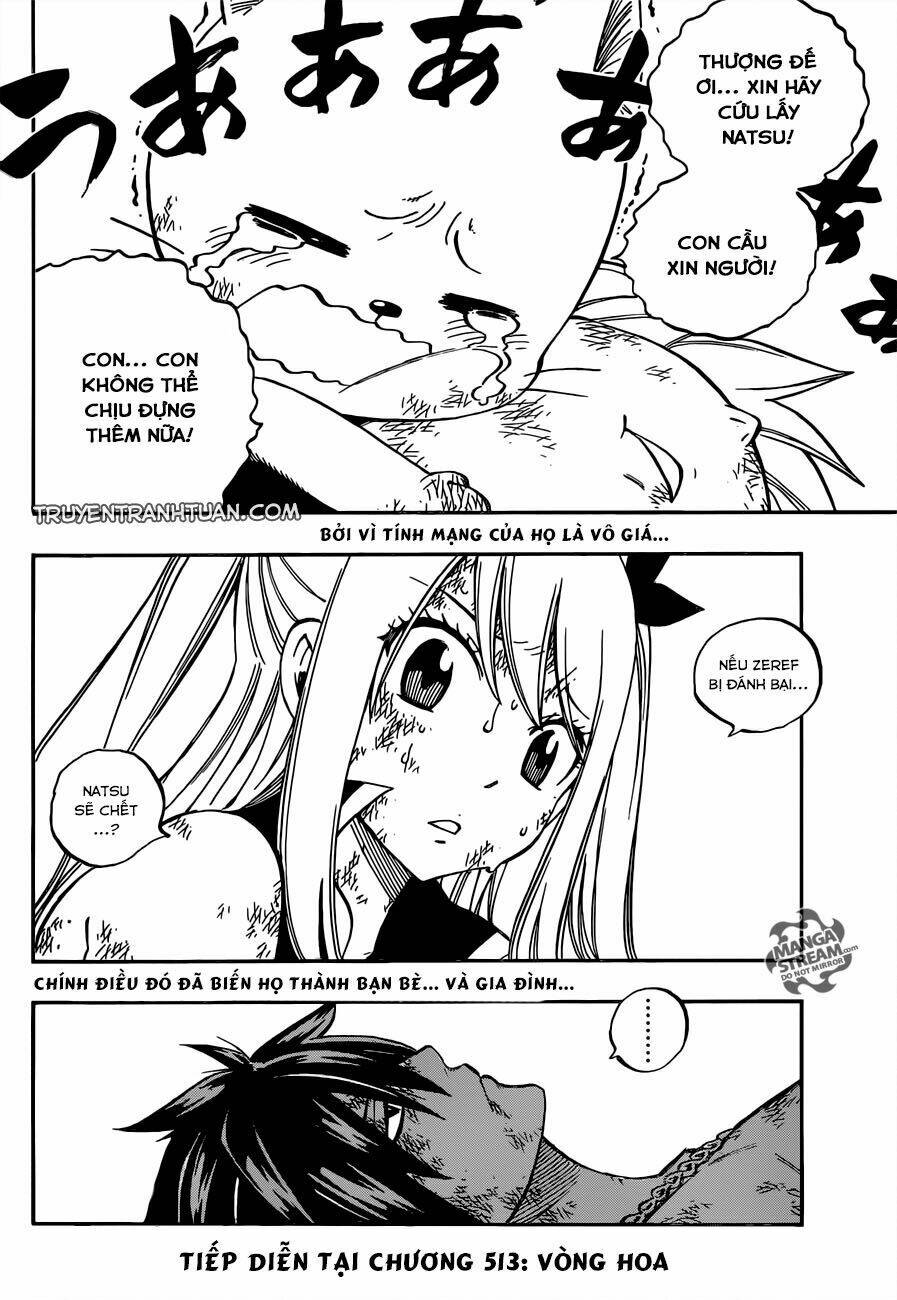 うあああああああ
THƯỢNG ĐẾ
ƠI... XIN HÃY
CỨU LẤY
NATSU!
CON CẦU
XIN NGƯỜI!
CON... CON
KHÔNG THỂ
CHỊU ĐỰNG
THÊM NỮA!
TRUYENTRANHTUAN.COM
BỞI VÌ TÍNH MẠNG CỦA HỌ LÀ VÔ GIÁ...
NẾU ZEREF
BỊ ĐÁNH BẠI...
NATSU
SẼ CHẾT
...?
MANGA
STREAM.com
DO NOT MIRROR
CHÍNH ĐIỀU ĐÓ ĐÃ BIẾN HỌ THÀNH BẠN BÈ... VÀ GIA ĐÌNH...
.........
TIẾP DIỄN TẠI CHƯƠNG 513: VÒNG HOA